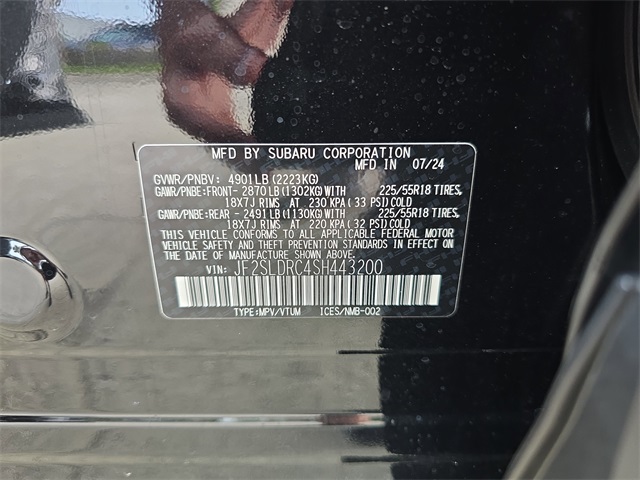 MFD BY SUBARU CORPORATION
MFD IN 07/24
GVWR/PNBV: 4901LB(2223KG)
GAWR/PNBE:FRONT- 2870LB(1302KG)WITH 225/55R18 TIRES,
18X7J RIMS AT 230 KPA(33 PSI)COLD
GAWR/PNBE:REAR - 2491LB(1130KG)WITH 225/55R18 TIRES,
18X7J RIMS AT 220 KPA(32 PSI)COLD
THIS VEHICLE CONFORMS TO ALL APPLICABLE FEDERAL MOTOR
VEHICLE SAFETY AND THEFT PREVENTION STANDARDS IN EFFECT ON
THE DATE OF MANUFACTURE SHOWN ABOVE.
VIN: JF2SLDRC4SH443200
TYPE:MPV/VTUM ICES/NMB-002